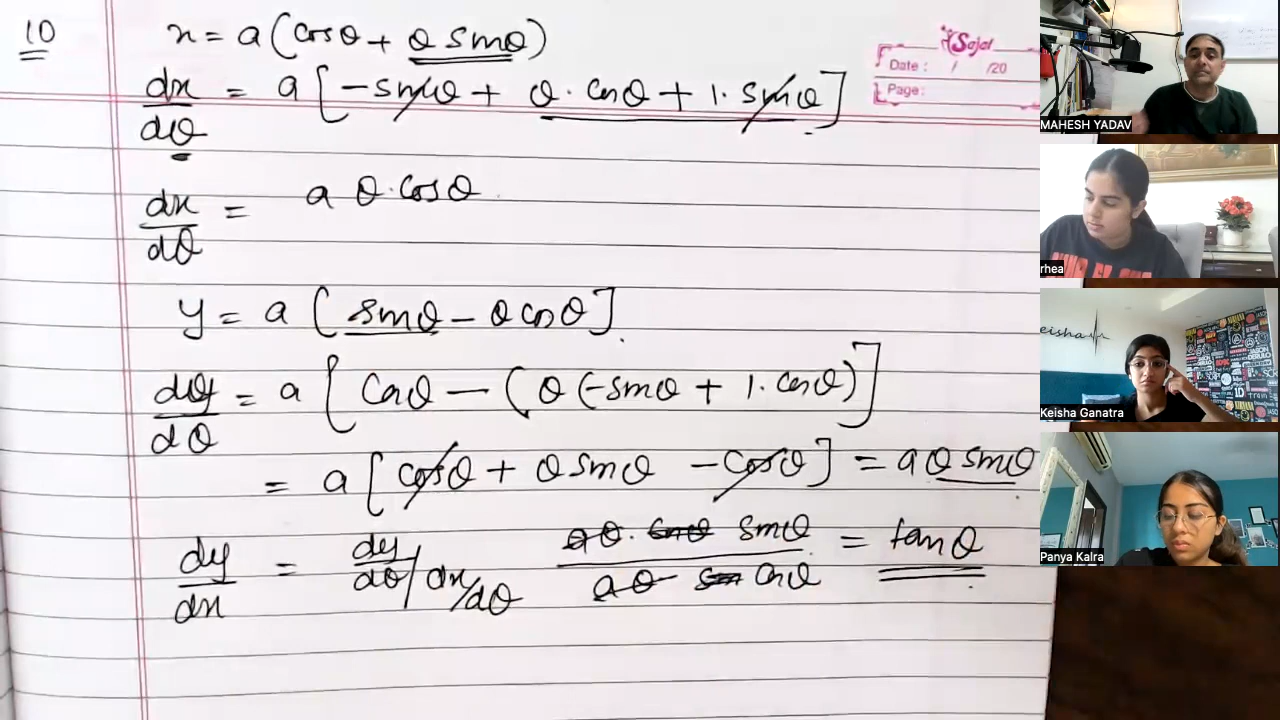 10
x = a(cosθ + θ sinθ)
dx/dθ = a[-sinθ + θ.cosθ + 1.sinθ]
Sajal
Date : / /20
Page:
dx/dθ = a θ.cosθ
y = a[sinθ - θcosθ].
dy/dθ = a[cosθ - (θ(-sinθ + 1.cosθ)]
= a[cosθ + θsinθ - cosθ] = aθ sinθ
dy/dx = dy/dθ / dx/dθ aθ. cosθ sinθ / aθ sin cosθ = tanθ
MAHESH YADAV
rhea
eisha
Keisha Ganatra
Panya Kalra